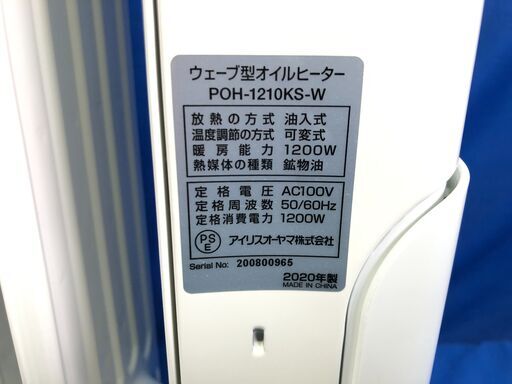 ウェーブ型オイルヒーター
POH-1210KS-W
放熱の方式 油入式
温度調節の方式 可変式
暖房能力 1200W
熱媒体の種類 鉱物油
定格電圧 AC100V
定格周波数 50/60Hz
定格消費電力 1200W
PS
E
アイリスオーヤマ株式会社
Serial No: 200800965
2020年製
MADE IN CHINA